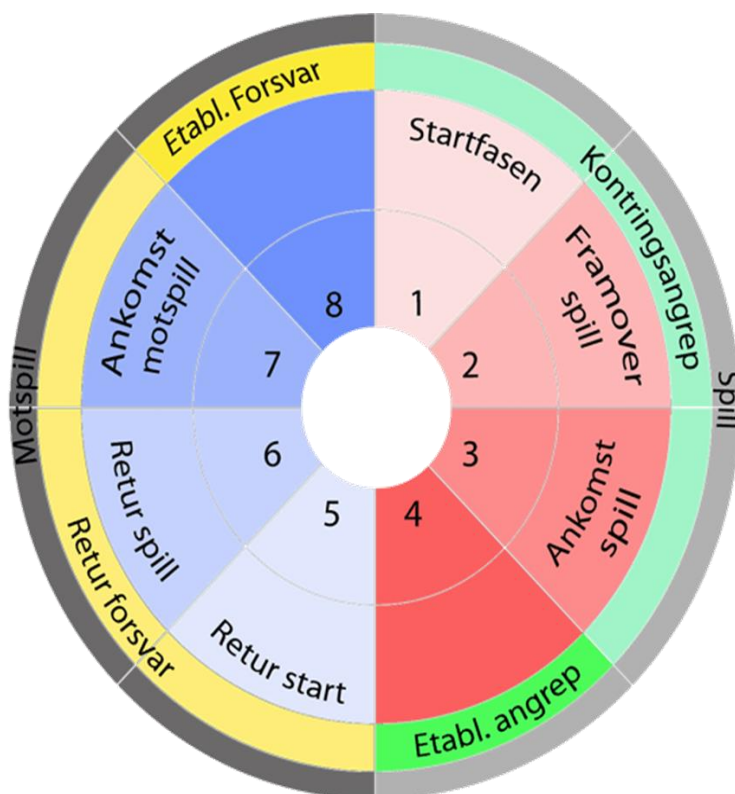 Etabl. Forsvar
Startfasen
Kontringsangrep
Framover
spill
Ankomst
motspill
8
1
7
2
Motspill
Spill
6
3
5
4
Retur spill
Ankomst
spill
Retur forsvar
Retur start
Etabl. angrep